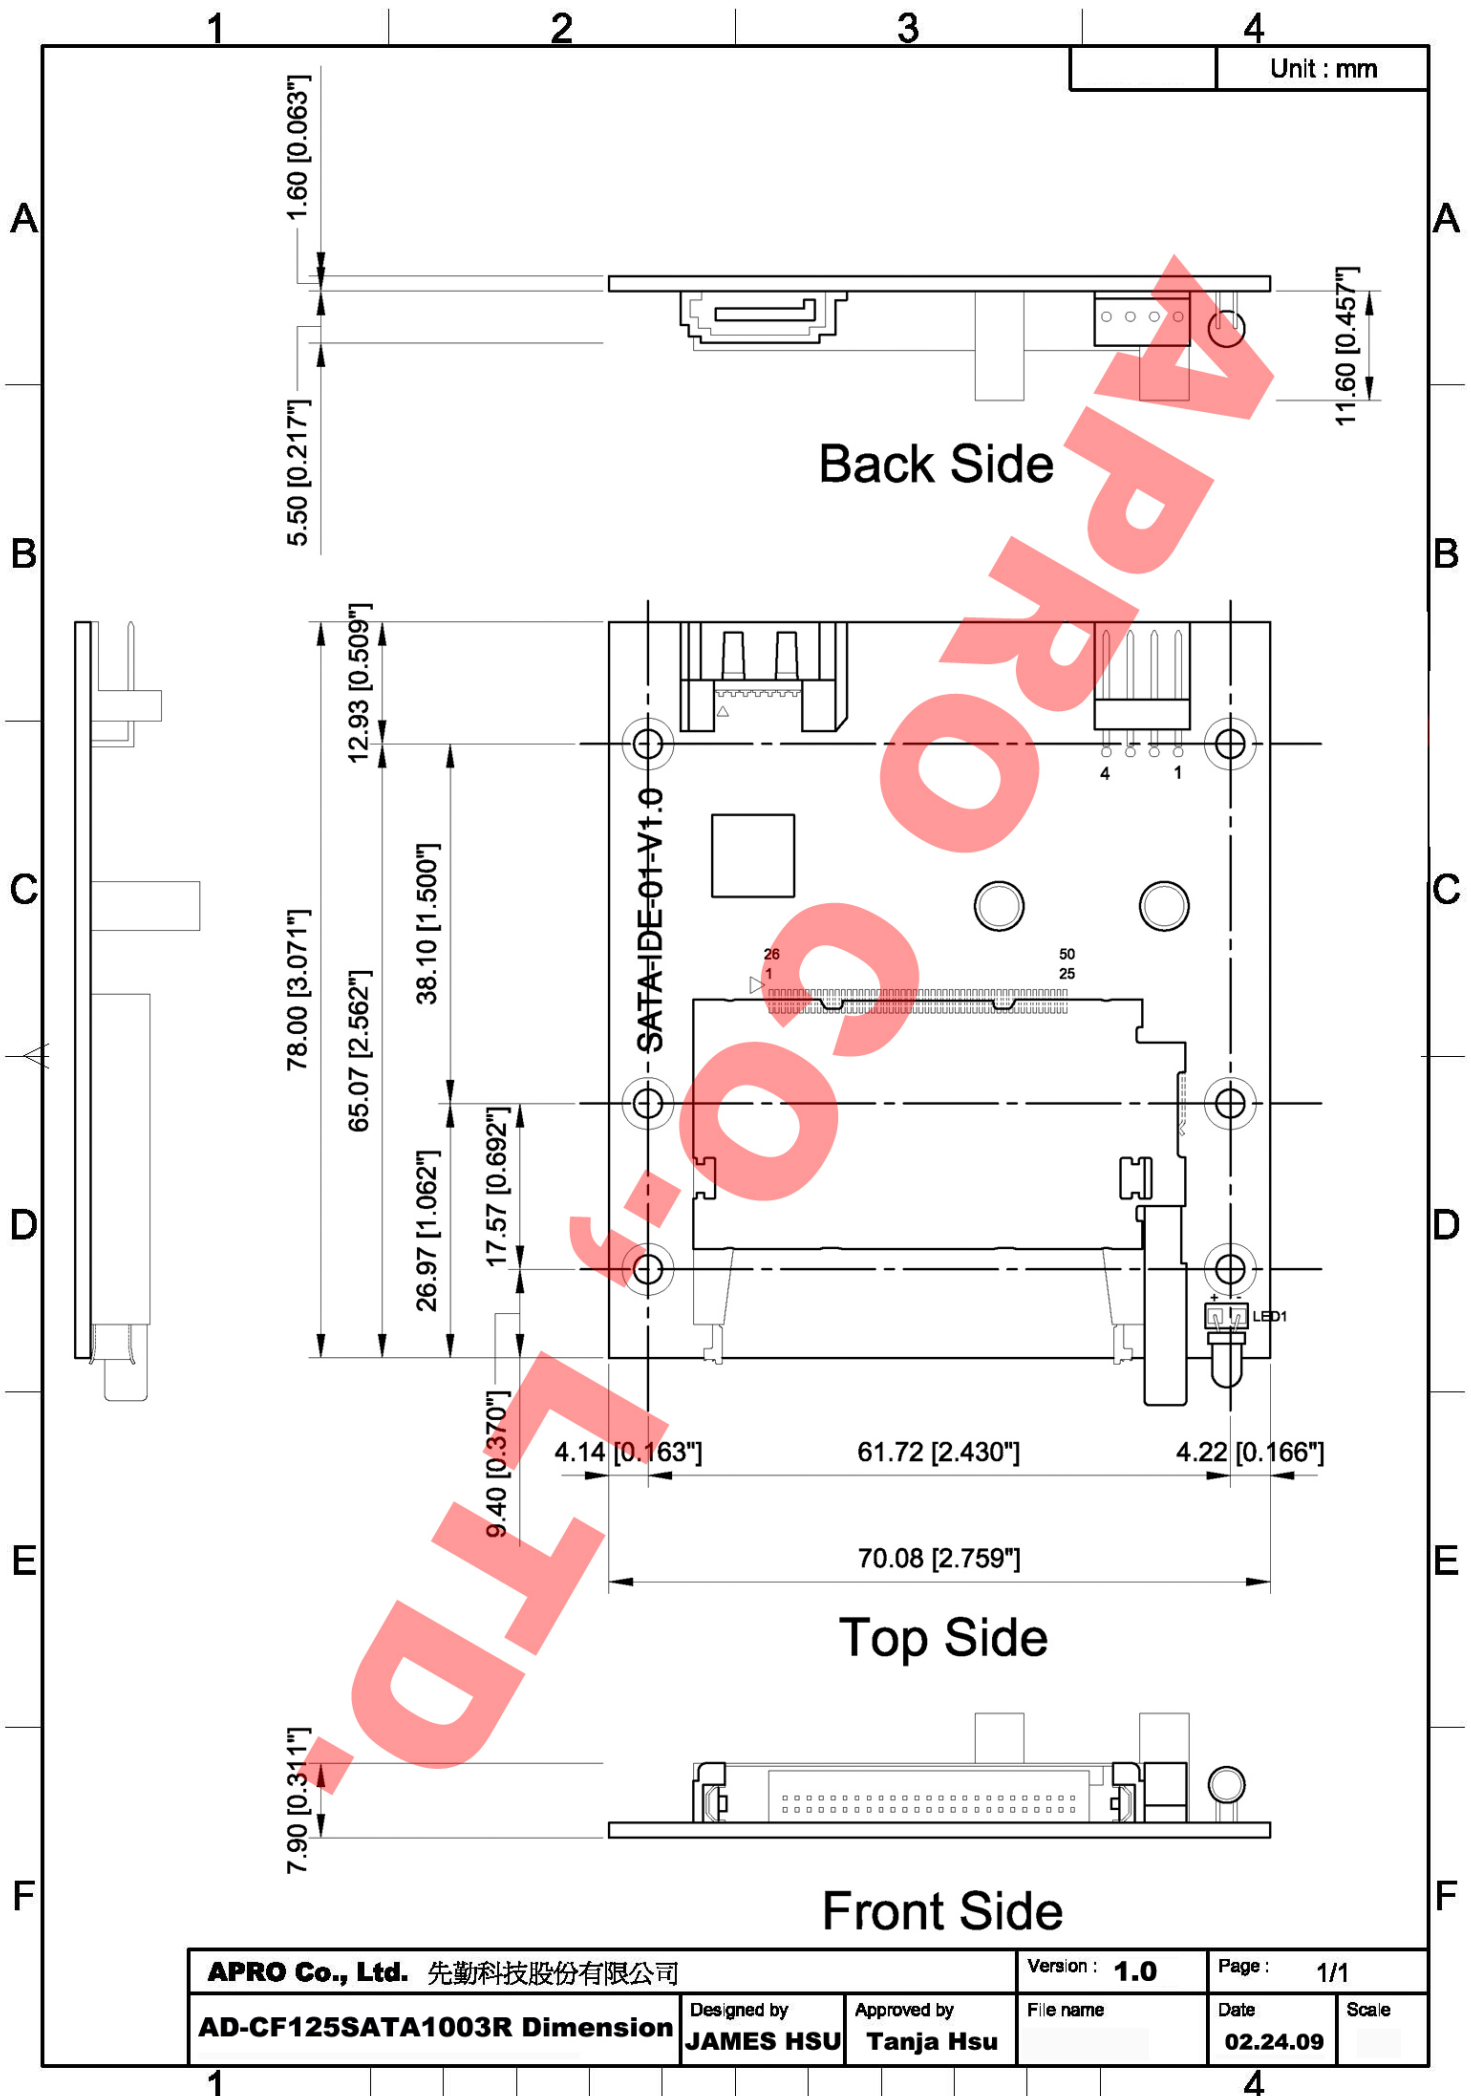 1 2 3 4
Unit : mm
A A
1.60 [0.063"]
5.50 [0.217"]
11.60 [0.457"]
Back Side
B B
12.93 [0.509"]
78.00 [3.071"]
65.07 [2.562"]
38.10 [1.500"]
26.97 [1.062"]
17.57 [0.692"]
9.40 [0.370"]
SATA-IDE-01-V1.0
4 1
C C
26 50
1 25
D D
+ -
LED1
4.14 [0.163"] 61.72 [2.430"] 4.22 [0.166"]
70.08 [2.759"]
E E
Top Side
7.90 [0.311"]
F F
Front Side
APRO CO., LTD.
APRO Co., Ltd. 先勤科技股份有限公司
Version : 1.0
Page : 1/1
AD-CF125SATA1003R Dimension
Designed by
JAMES HSU
Approved by
Tanja Hsu
File name
Date
02.24.09
Scale
1 4